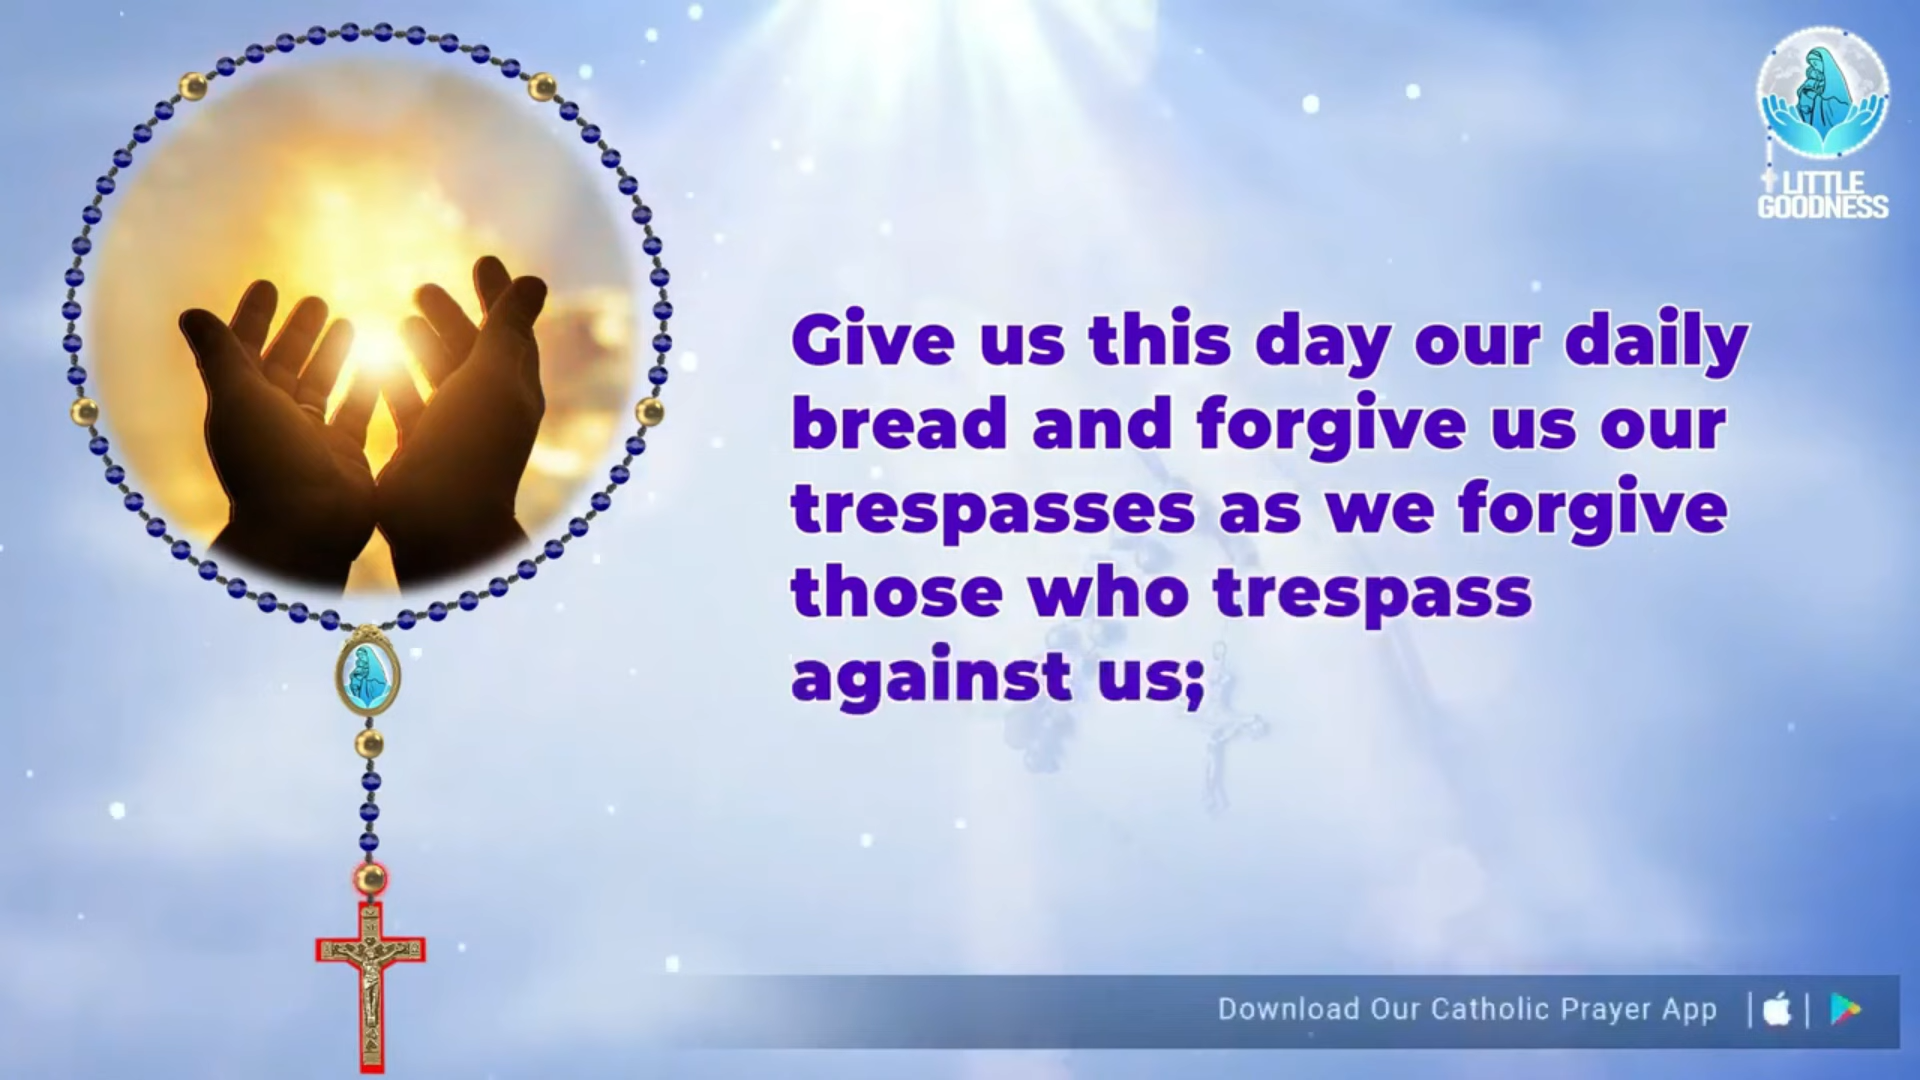 LITTLE
GOODNESS
Give us this day our daily
bread and forgive us our
trespasses as we forgive
those who trespass
against us;
Download Our Catholic Prayer App